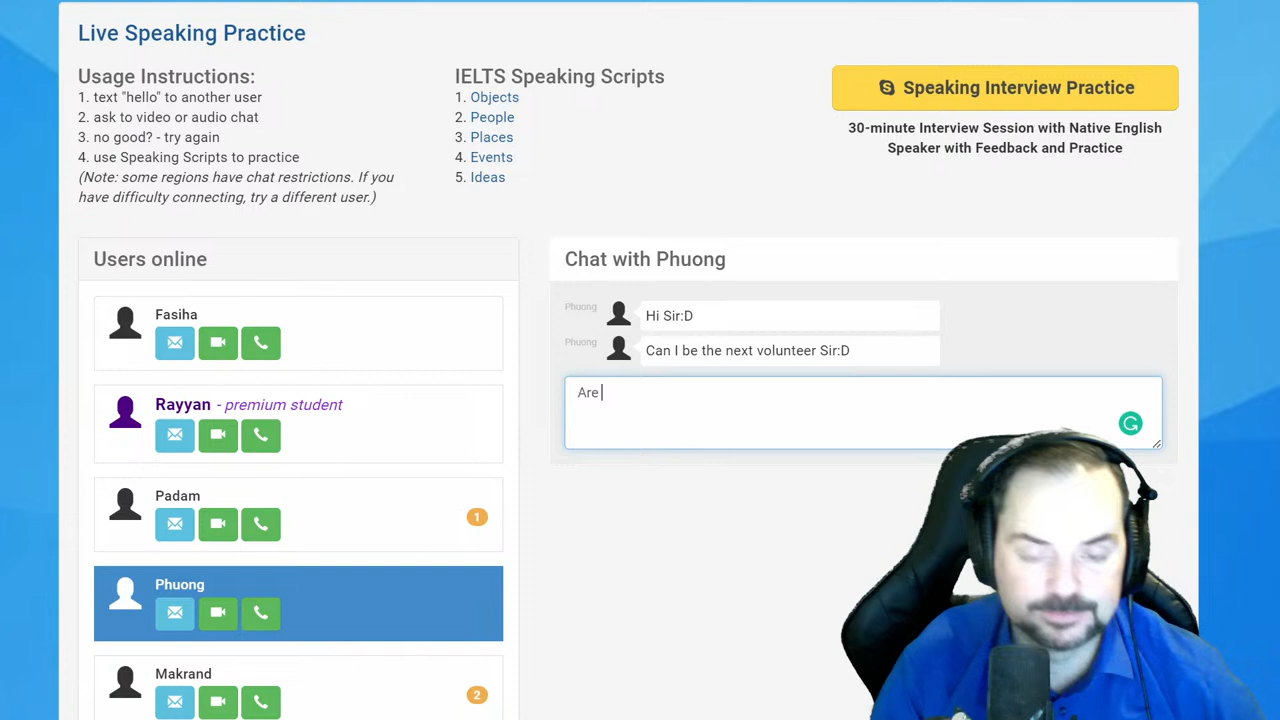 Live Speaking Practice
Usage Instructions:
1. text "hello" to another user
2. ask to video or audio chat
3. no good? - try again
4. use Speaking Scripts to practice
(Note: some regions have chat restrictions. If you
have difficulty connecting, try a different user.)
IELTS Speaking Scripts
1. Objects
2. People
3. Places
4. Events
5. Ideas
Speaking Interview Practice
30-minute Interview Session with Native English
Speaker with Feedback and Practice
Users online
Fasiha
Rayyan - premium student
Padam
1
Phuong
Makrand
2
Chat with Phuong
Phuong
Hi Sir:D
Phuong
Can I be the next volunteer Sir:D
Are